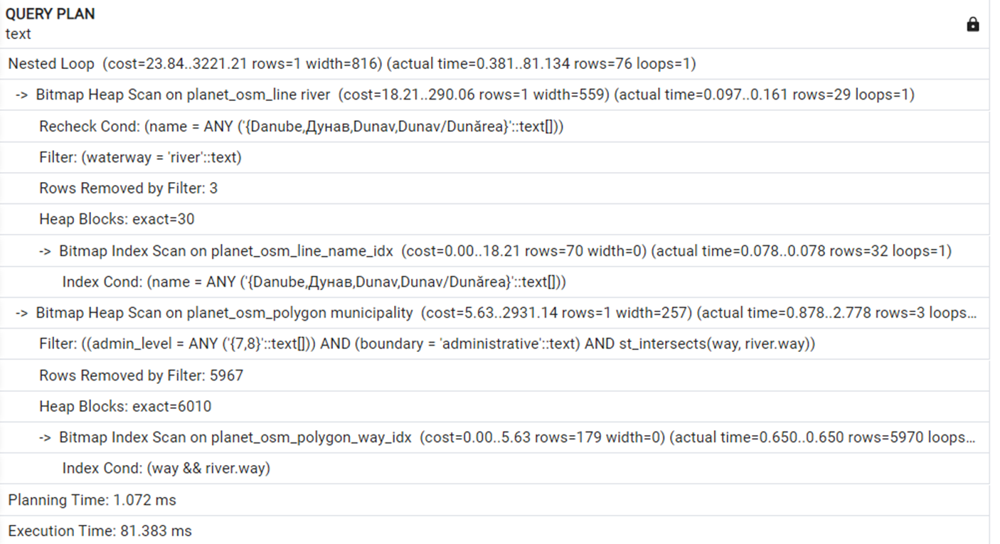 QUERY PLAN
text
Nested Loop (cost=23.84..3221.21 rows=1 width=816) (actual time=0.381..81.134 rows=76 loops=1)
-> Bitmap Heap Scan on planet_osm_line river (cost=18.21..290.06 rows=1 width=559) (actual time=0.097..0.161 rows=29 loops=1)
Recheck Cond: (name = ANY ('{Danube,Дунав,Dunav,Dunav/Dunărea}'::text[]))
Filter: (waterway = 'river'::text)
Rows Removed by Filter: 3
Heap Blocks: exact=30
-> Bitmap Index Scan on planet_osm_line_name_idx (cost=0.00..18.21 rows=70 width=0) (actual time=0.078..0.078 rows=32 loops=1)
Index Cond: (name = ANY ('{Danube,Дунав,Dunav,Dunav/Dunărea}'::text[]))
-> Bitmap Heap Scan on planet_osm_polygon municipality (cost=5.63..2931.14 rows=1 width=257) (actual time=0.878..2.778 rows=3 loops...
Filter: ((admin_level = ANY ('{7,8}'::text[])) AND (boundary = 'administrative'::text) AND st_intersects(way, river.way))
Rows Removed by Filter: 5967
Heap Blocks: exact=6010
-> Bitmap Index Scan on planet_osm_polygon_way_idx (cost=0.00..5.63 rows=179 width=0) (actual time=0.650..0.650 rows=5970 loops...
Index Cond: (way && river.way)
Planning Time: 1.072 ms
Execution Time: 81.383 ms